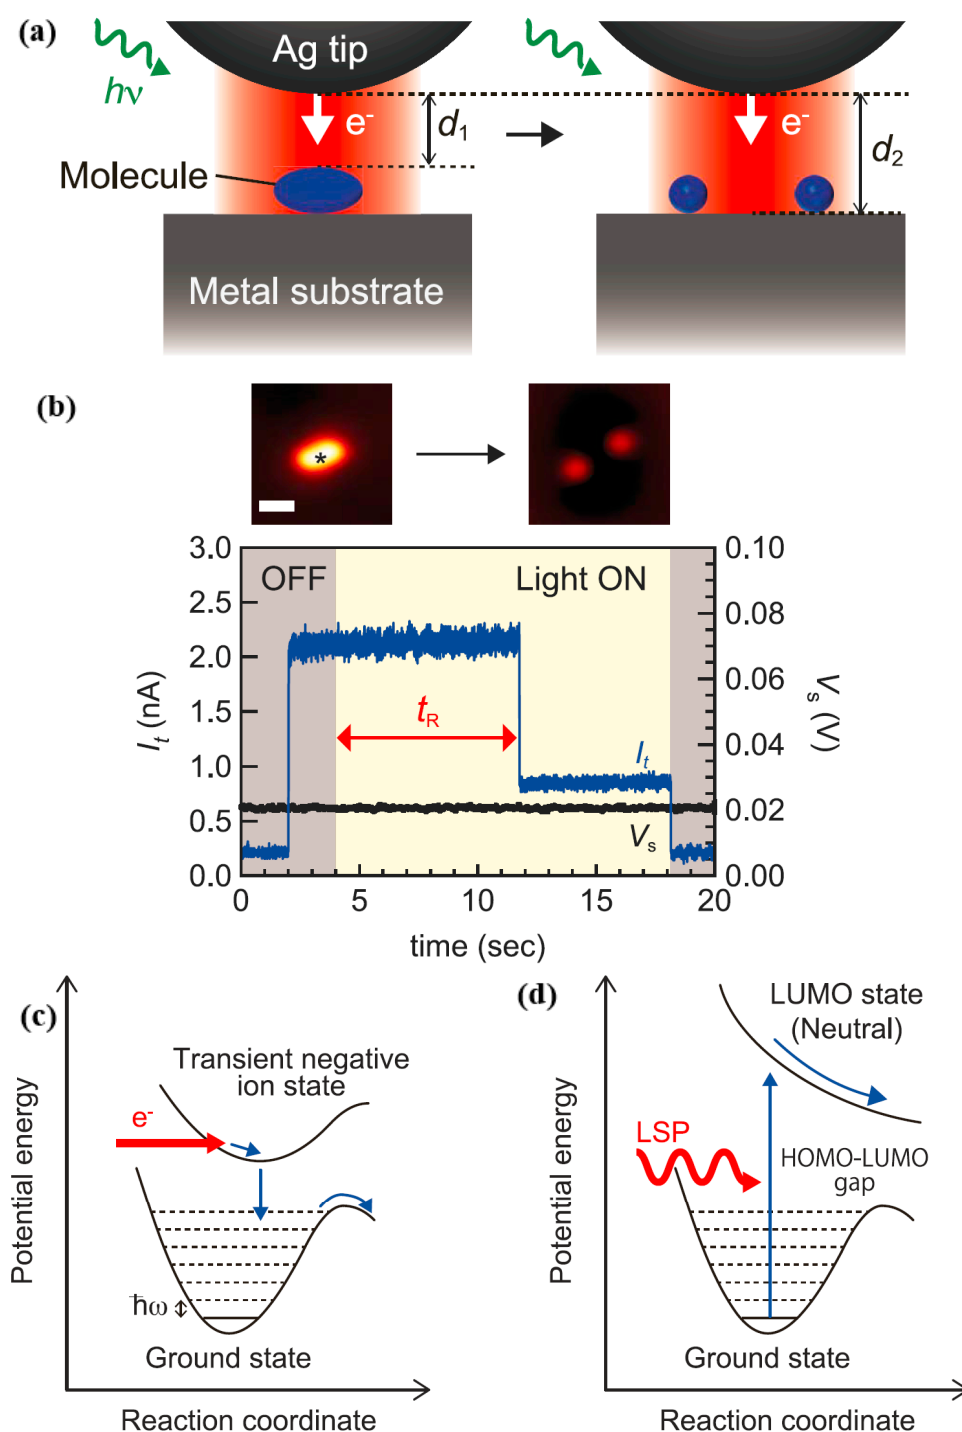 (a)
Ag tip
hν
e-
d1
e-
d2
Molecule
Metal substrate
(b)
*
3.0
2.5
2.0
1.5
1.0
0.5
0.0
It (nA)
OFF
Light ON
tR
It
Vs
0.10
0.08
0.06
0.04
0.02
0.00
Vs (V)
0 5 10 15 20
time (sec)
(c)
Transient negative
ion state
e-
ħω
Ground state
Potential energy
Reaction coordinate
(d)
LUMO state
(Neutral)
LSP
HOMO-LUMO
gap
Ground state
Potential energy
Reaction coordinate